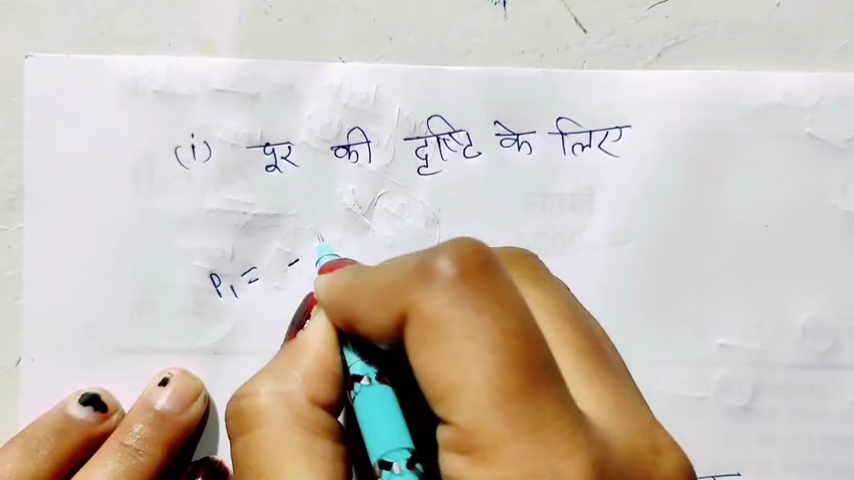 (i) दूर की दृष्टि के लिए
P₁ = -